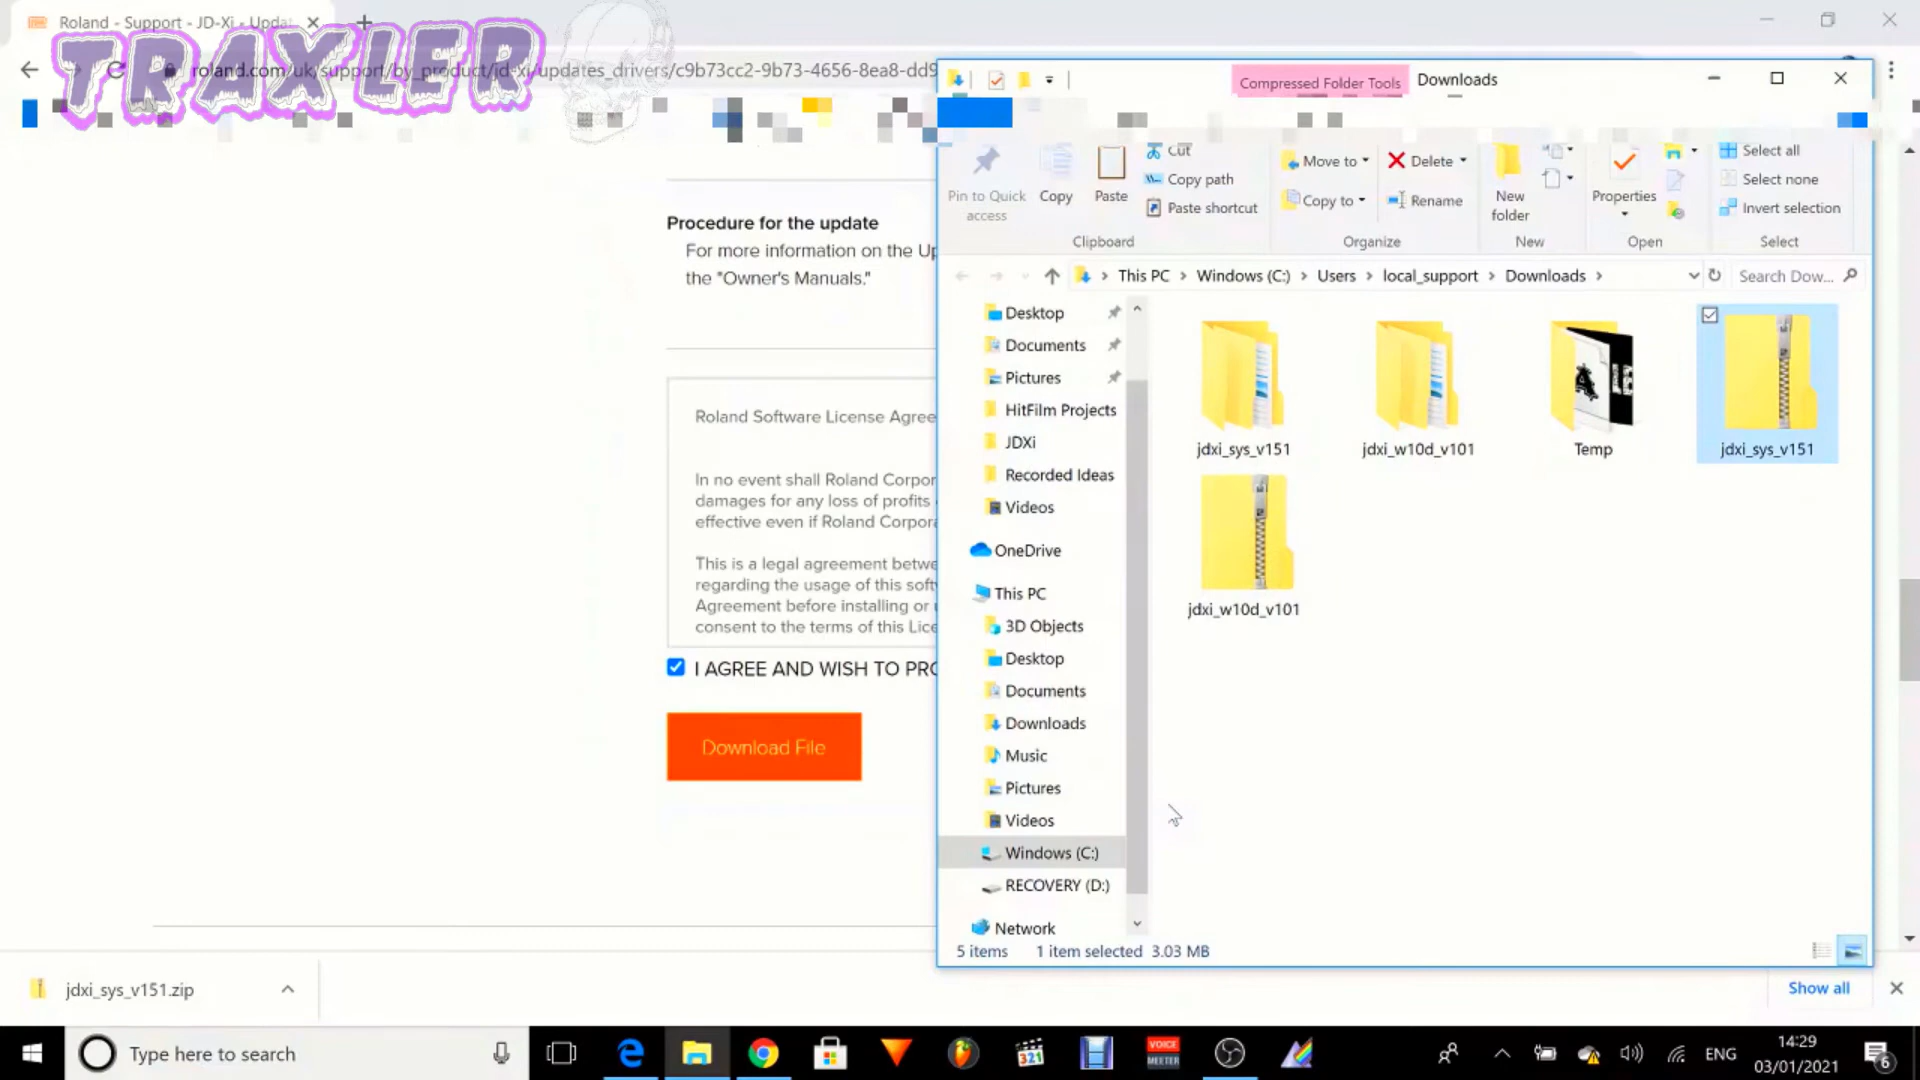 Roland - Support - JD-Xi - Upda
TRAXLER
roland.com/uk/support/by_product/jd-xi/updates_drivers/c9b73cc2-9b73-4656-8ea8-dd9
Compressed Folder Tools
Downloads
Pin to Quick access
Copy
Paste
Cut
Copy path
Paste shortcut
Clipboard
Move to
Copy to
Delete
Rename
Organize
New folder
New
Properties
Open
Select all
Select none
Invert selection
Select
This PC
Windows (C:)
Users
local_support
Downloads
Search Dow...
Procedure for the update
For more information on the Up
the "Owner's Manuals."
Roland Software License Agree
In no event shall Roland Corpor
damages for any loss of profits
effective even if Roland Corpora
This is a legal agreement betwe
regarding the usage of this soft
Agreement before installing or u
consent to the terms of this Lice
I AGREE AND WISH TO PRO
Download File
Desktop
Documents
Pictures
HitFilm Projects
JDXi
Recorded Ideas
Videos
OneDrive
This PC
3D Objects
Desktop
Documents
Downloads
Music
Pictures
Videos
Windows (C:)
RECOVERY (D:)
Network
jdxi_sys_v151
jdxi_w10d_v101
Temp
jdxi_sys_v151
jdxi_w10d_v101
5 items
1 item selected 3.03 MB
jdxi_sys_v151.zip
Show all
Type here to search
321
VOICE MEETER
ENG
14:29
03/01/2021
6